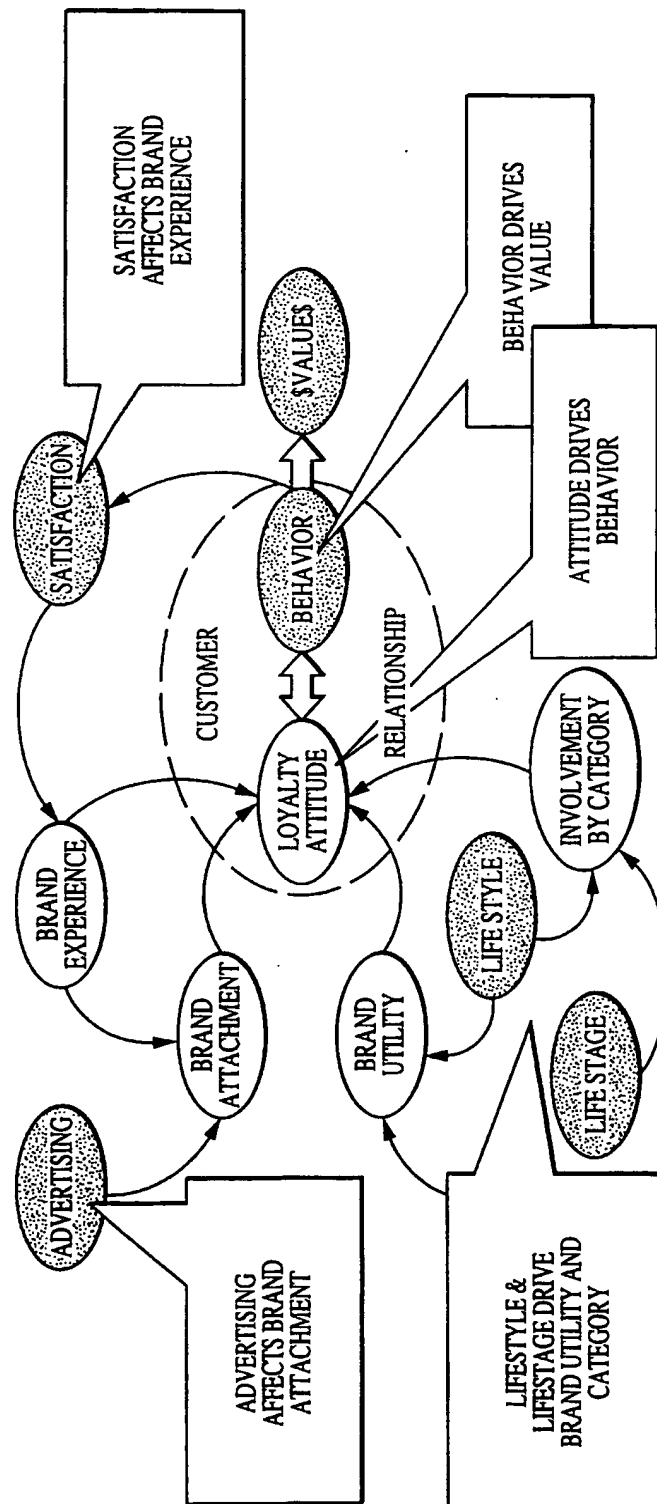 ADVERTISING
BRAND
EXPERIENCE
SATISFACTION
SATISFACTION
AFFECTS BRAND
EXPERIENCE
ADVERTISING
AFFECTS BRAND
ATTACHMENT
BRAND
ATTACHMENT
CUSTOMER
LOYALTY
ATTITUDE
BEHAVIOR
$VALUES
RELATIONSHIP
BRAND
UTILITY
LIFE STYLE
LIFE STAGE
INVOLVEMENT
BY CATEGORY
LIFESTYLE &
LIFESTAGE DRIVE
BRAND UTILITY AND
CATEGORY
ATTITUDE DRIVES
BEHAVIOR
BEHAVIOR DRIVES
VALUE